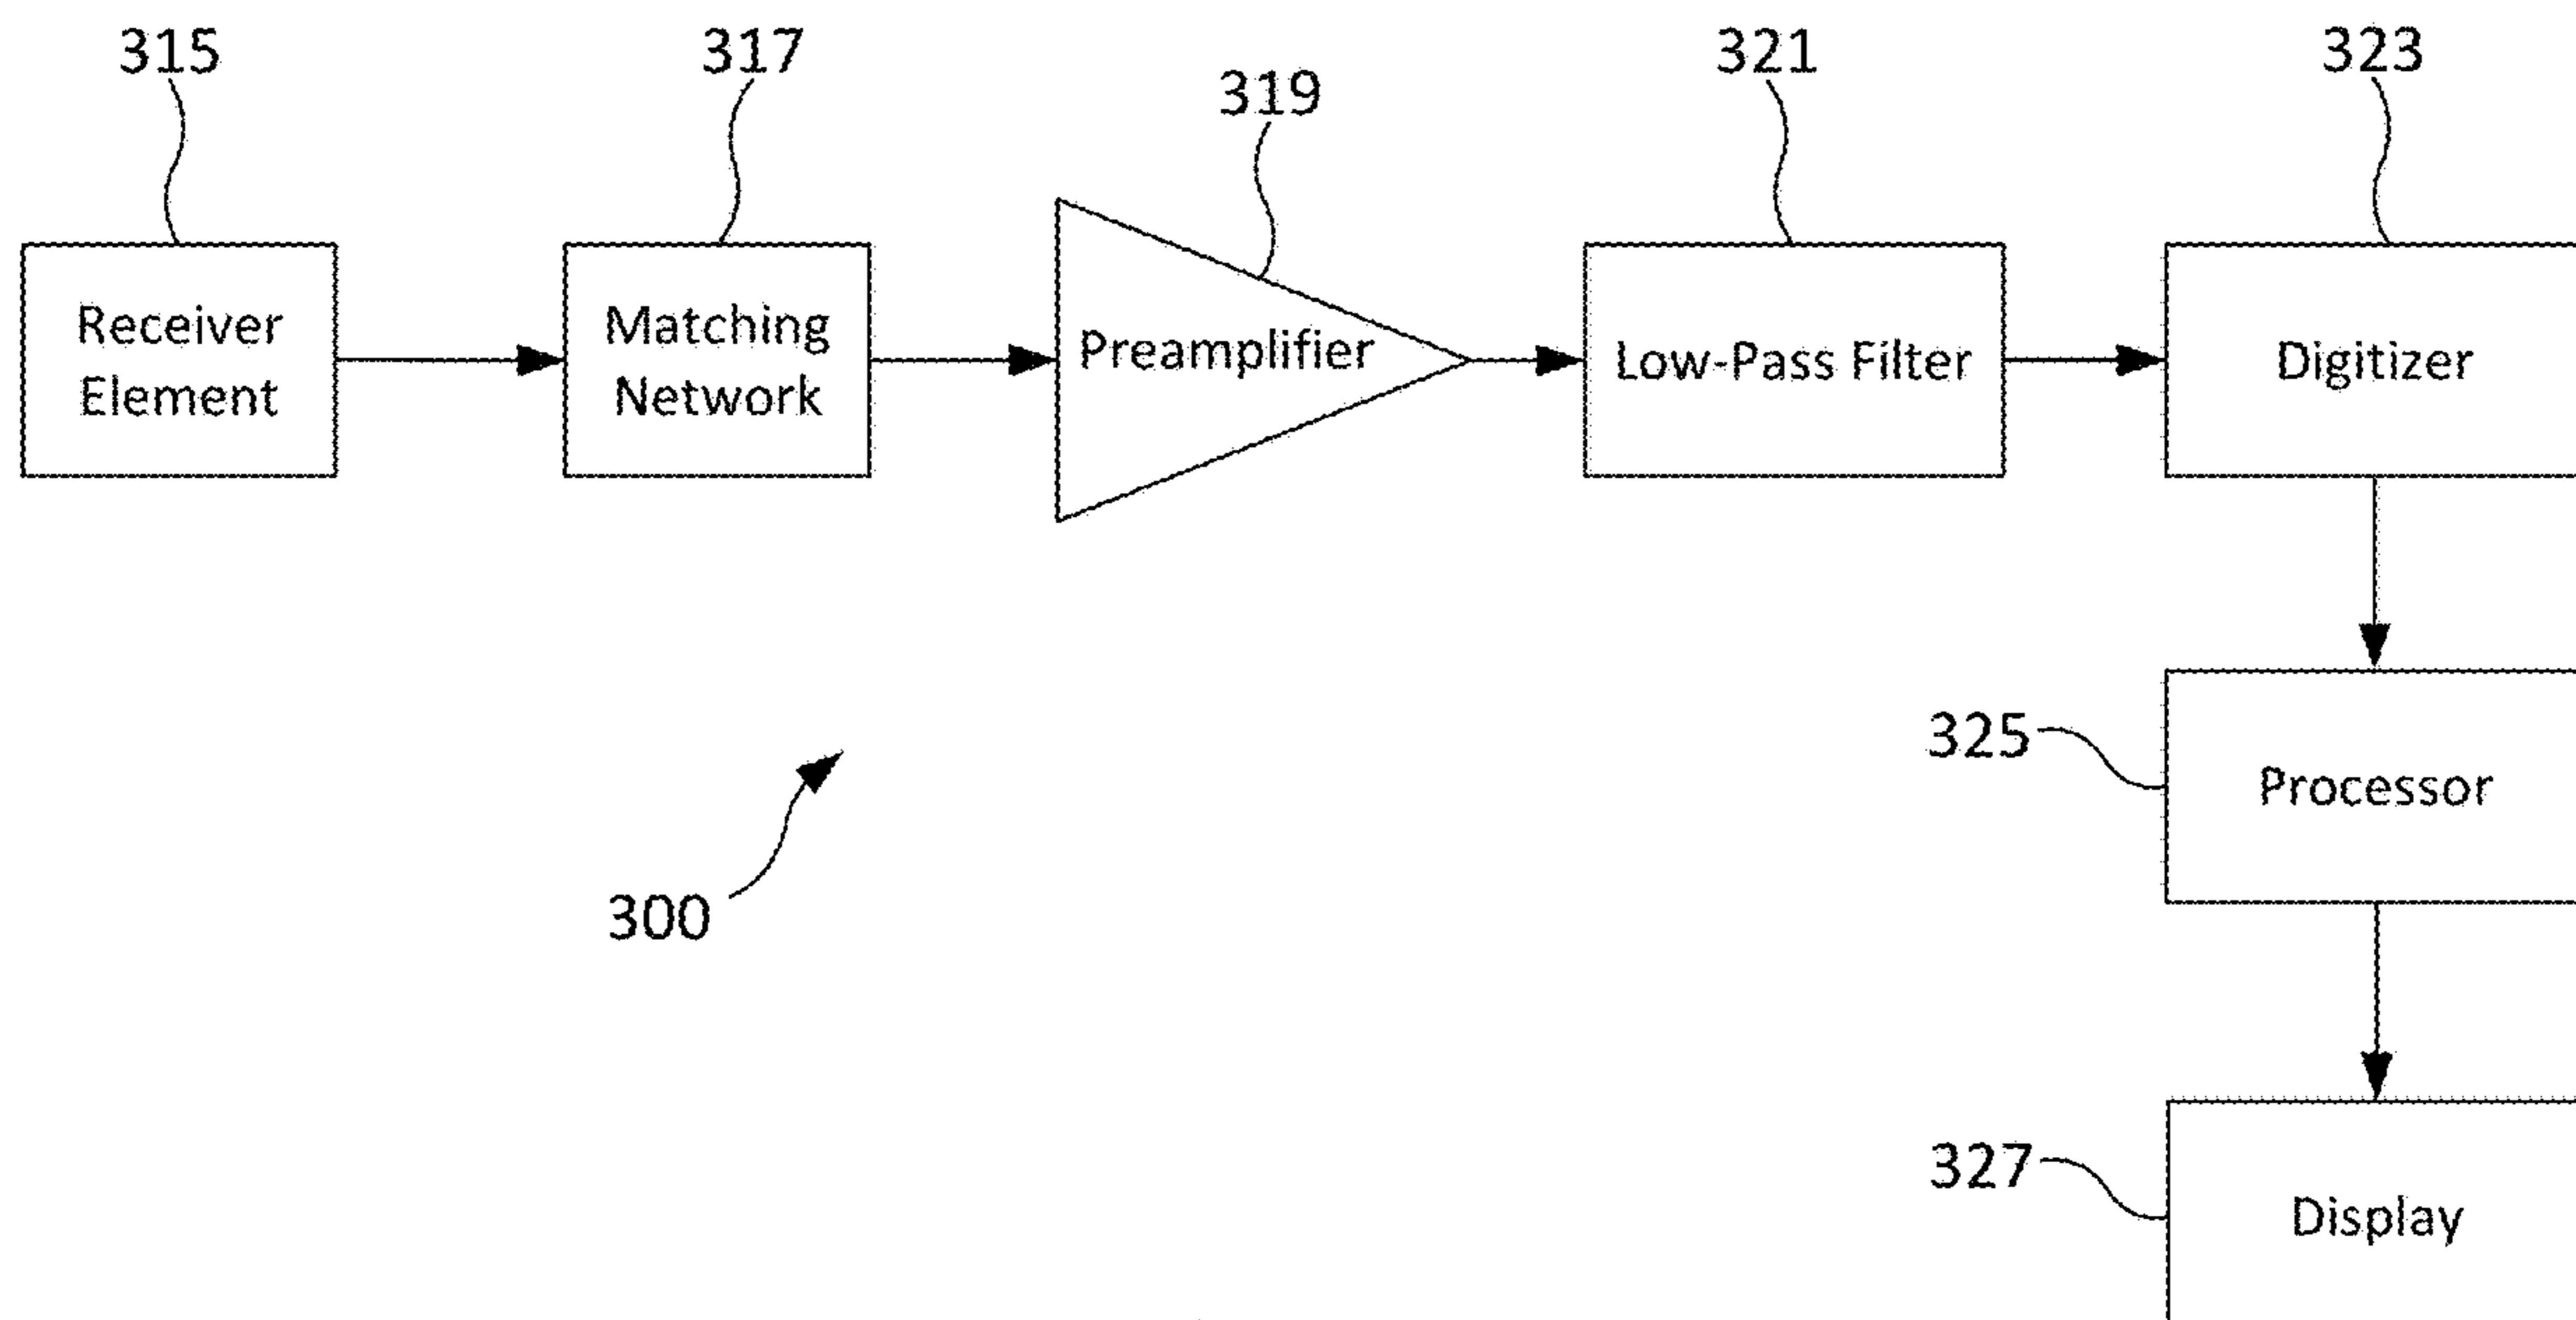 315
317
319
321
323
Receiver
Element
Matching
Network
Preamplifier
Low-Pass Filter
Digitizer
325
Processor
300
327
Display